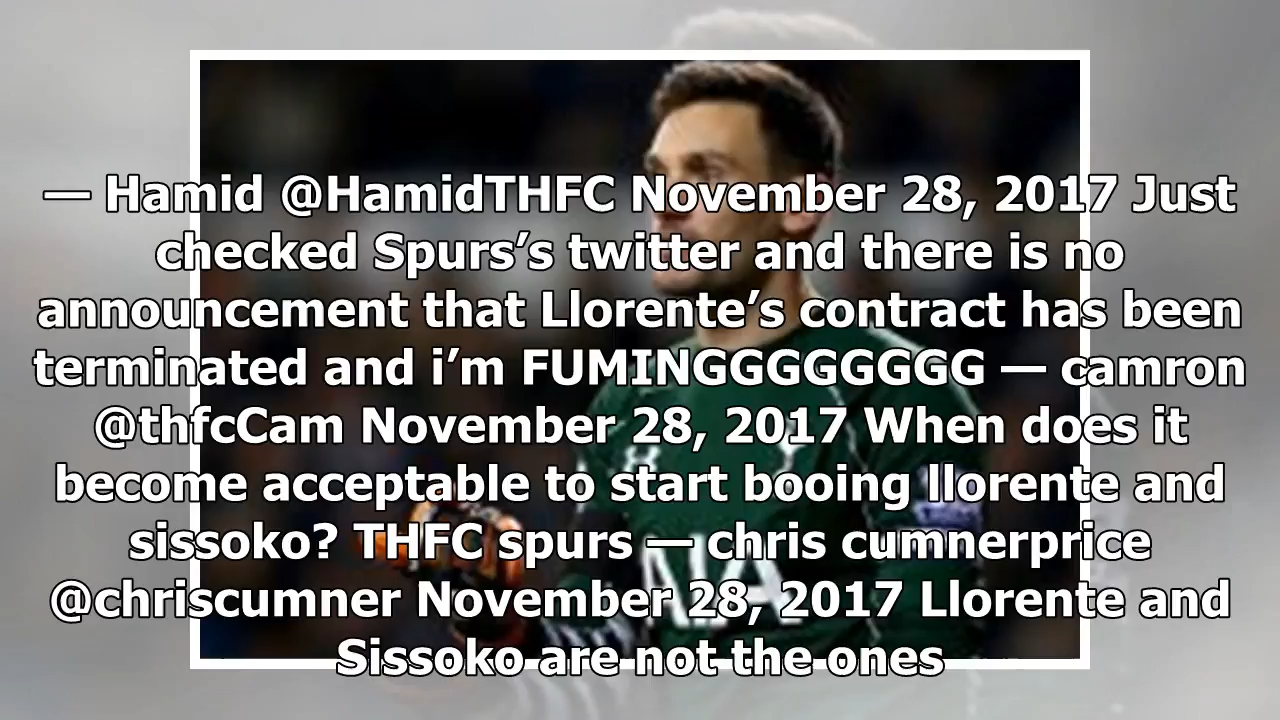 — Hamid @HamidTHFC November 28, 2017 Just
checked Spurs’s twitter and there is no
announcement that Llorente’s contract has been
terminated and i’m FUMINGGGGGGGG — camron
@thfcCam November 28, 2017 When does it
become acceptable to start booing llorente and
sissoko? THFC spurs — chris cumnerprice
@chriscumner November 28, 2017 Llorente and
Sissoko are not the ones